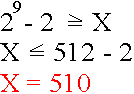 2⁹ - 2 ≥ X
X ≤ 512 - 2
X = 510